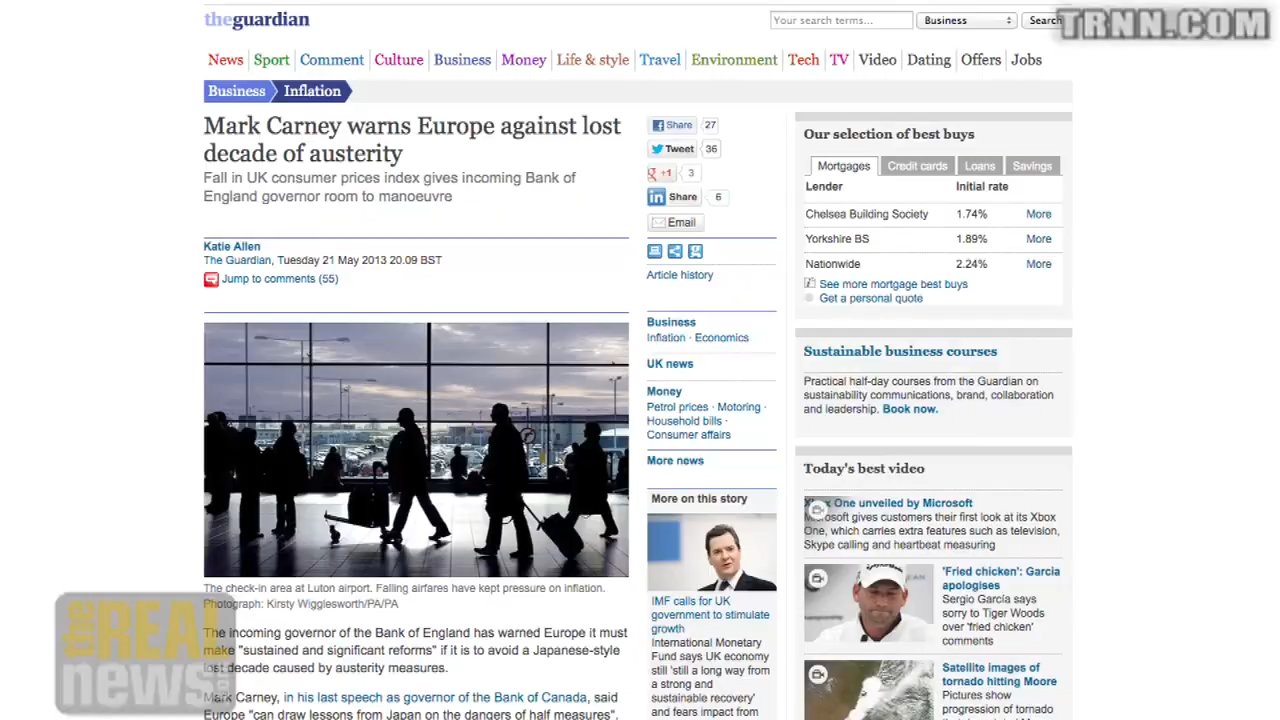 theguardian
Your search terms...
Business
Search
TRNN.COM
News Sport Comment Culture Business Money Life & style Travel Environment Tech TV Video Dating Offers Jobs
Business Inflation
Mark Carney warns Europe against lost
decade of austerity
Fall in UK consumer prices index gives incoming Bank of
England governor room to manoeuvre
Katie Allen
The Guardian, Tuesday 21 May 2013 20.09 BST
Jump to comments (55)
The check-in area at Luton airport. Falling airfares have kept pressure on inflation.
Photograph: Kirsty Wigglesworth/PA/PA
The incoming governor of the Bank of England has warned Europe it must
make "sustained and significant reforms" if it is to avoid a Japanese-style
lost decade caused by austerity measures.
Mark Carney, in his last speech as governor of the Bank of Canada, said
Europe "can draw lessons from Japan on the dangers of half measures".
the REAL
news
Share 27
Tweet 36
+1 3
Share 6
Email
Article history
Business
Inflation · Economics
UK news
Money
Petrol prices · Motoring ·
Household bills ·
Consumer affairs
More news
More on this story
IMF calls for UK
government to stimulate
growth
International Monetary
Fund says UK economy
still 'still a long way from
a strong and
sustainable recovery'
and fears impact from
Our selection of best buys
Mortgages Credit cards Loans Savings
Lender Initial rate
Chelsea Building Society 1.74% More
Yorkshire BS 1.89% More
Nationwide 2.24% More
See more mortgage best buys
Get a personal quote
Sustainable business courses
Practical half-day courses from the Guardian on
sustainability communications, brand, collaboration
and leadership. Book now.
Today's best video
Xbox One unveiled by Microsoft
Microsoft gives customers their first look at its Xbox
One, which carries extra features such as television,
Skype calling and heartbeat measuring
'Fried chicken': Garcia
apologises
Sergio García says
sorry to Tiger Woods
over 'fried chicken'
comments
Satellite images of
tornado hitting Moore
Pictures show
progression of tornado